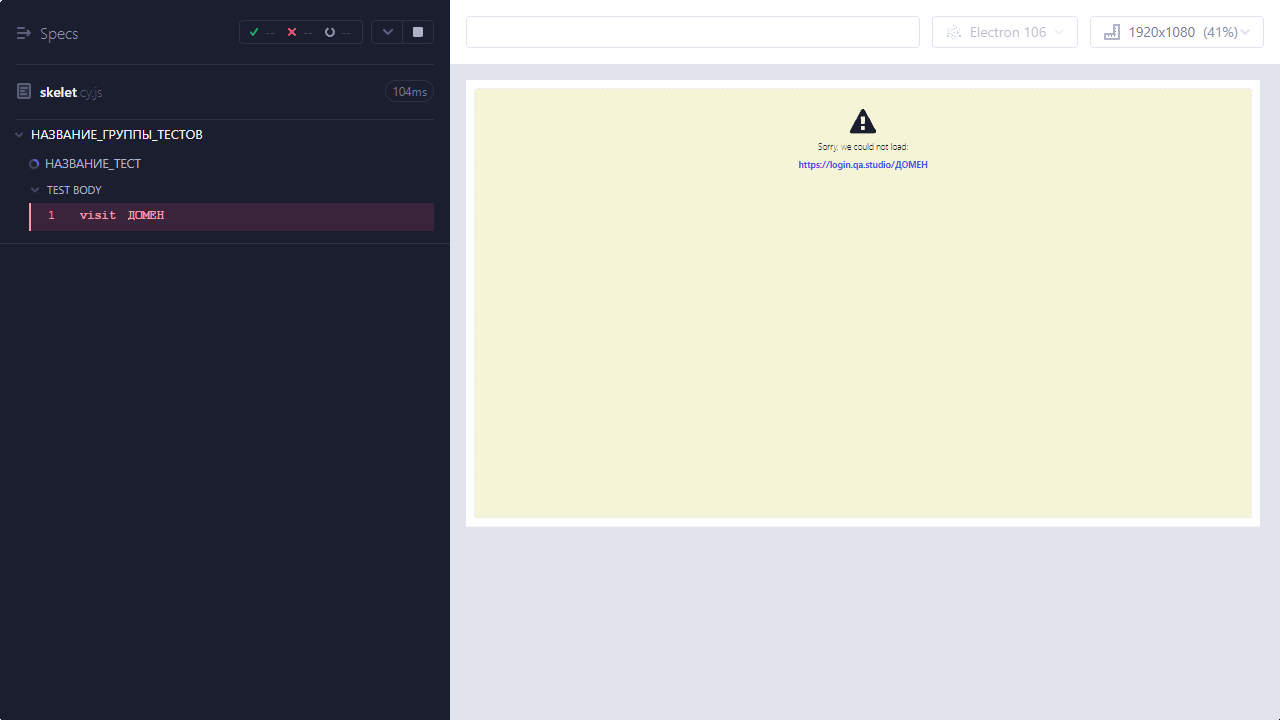 Specs
-- -- --
skelet.cy.js
104ms
НАЗВАНИЕ_ГРУППЫ_ТЕСТОВ
НАЗВАНИЕ_ТЕСТ
TEST BODY
1 visit ДОМЕН
Electron 106
1920x1080 (41%)
Sorry, we could not load:
https://login.qa.studio/ДОМЕН